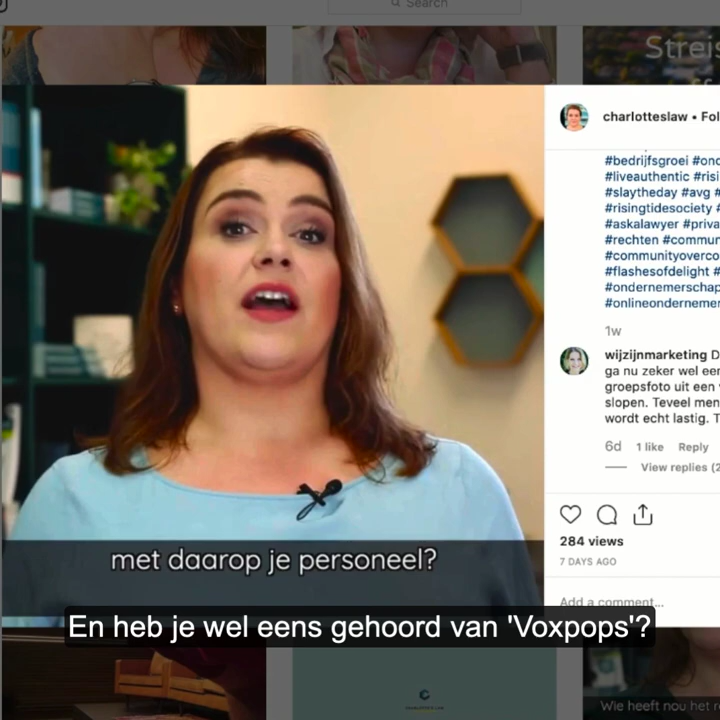 Search
Streis
charlotteslaw • Fol
#bedrijfsgroei #ond
#liveauthentic #risi
#slaytheday #avg #
#risingtidesociety #
#askalawyer #priva
#rechten #commun
#communityoverco
#flashesofdelight #
#ondernemerschap
#onlineondernemer
1w
wijzijnmarketing D
ga nu zeker wel eer
groepsfoto uit een
slopen. Teveel men
wordt echt lastig. T
6d 1 like Reply
View replies (2
284 views
7 DAYS AGO
Add a comment...
met daarop je personeel?
En heb je wel eens gehoord van 'Voxpops'?
Wie heeft nou het r